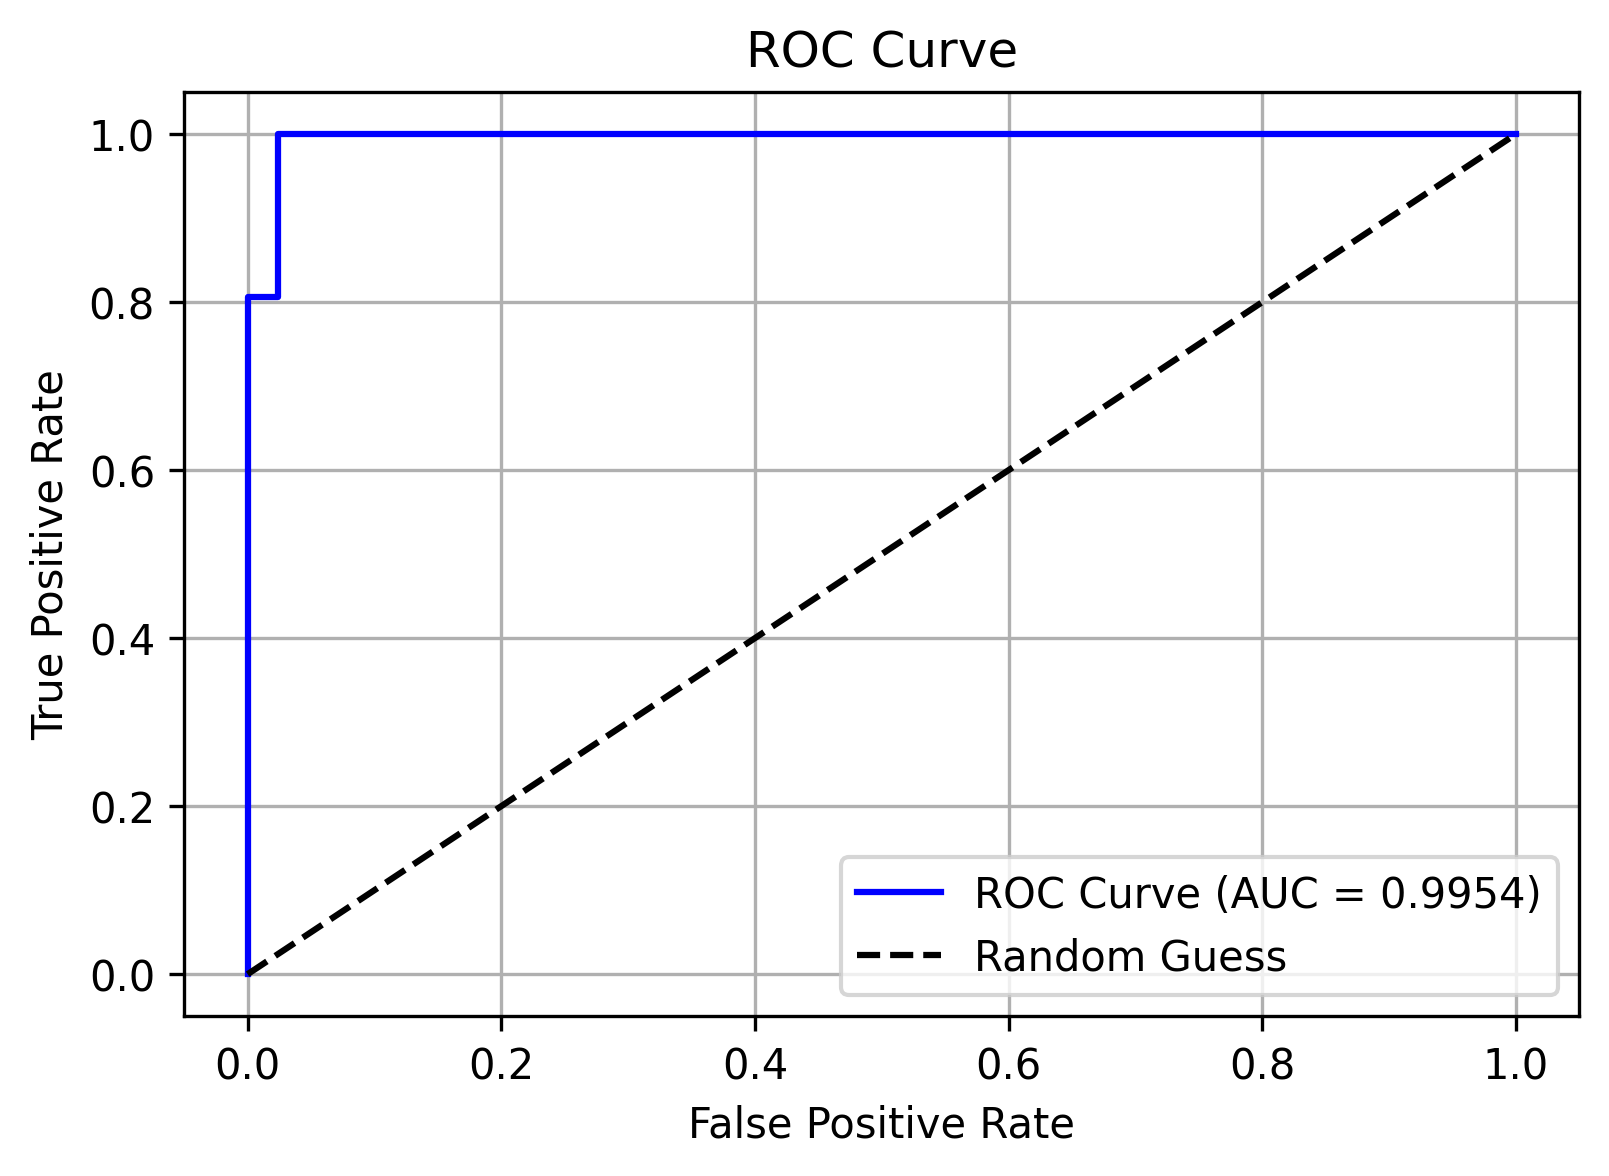 ROC Curve
1.0
0.8
0.6
0.4
0.2
0.0
True Positive Rate
ROC Curve (AUC = 0.9954)
Random Guess
0.0 0.2 0.4 0.6 0.8 1.0
False Positive Rate